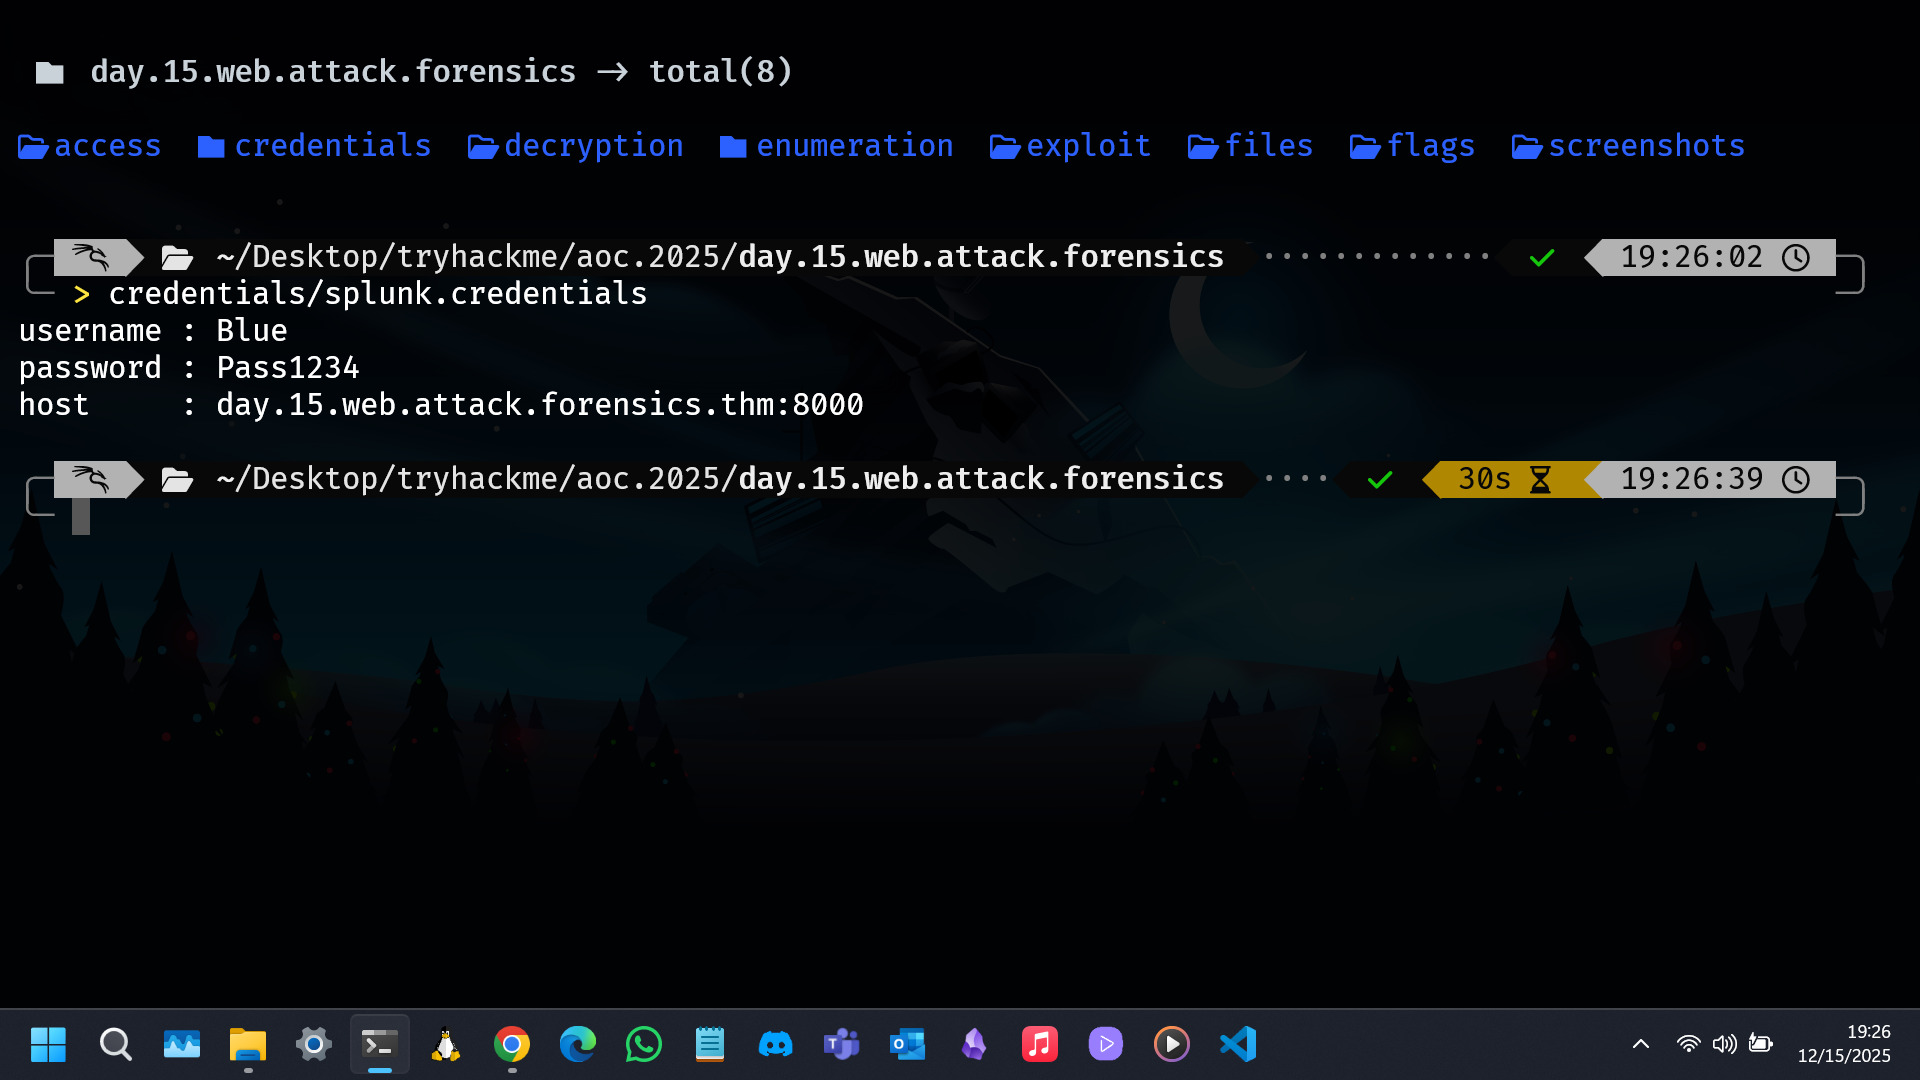 day.15.web.attack.forensics → total(8)
access credentials decryption enumeration exploit files flags screenshots
~/Desktop/tryhackme/aoc.2025/day.15.web.attack.forensics ············· ✓ 19:26:02
> credentials/splunk.credentials
username : Blue
password : Pass1234
host : day.15.web.attack.forensics.thm:8000
~/Desktop/tryhackme/aoc.2025/day.15.web.attack.forensics ···· ✓ 30s 19:26:39
19:26
12/15/2025